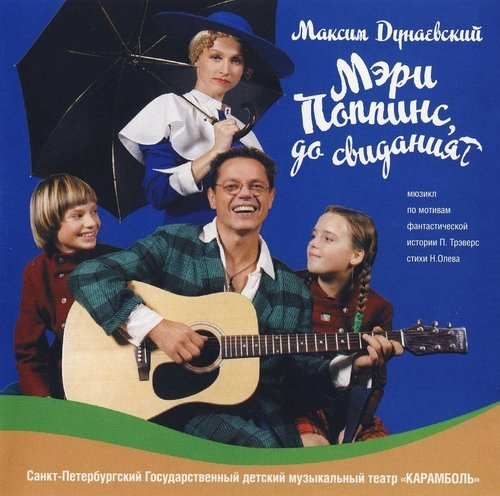 Максим Дунаевский
Мэри
Поппинс,
до свидания
мюзикл
по мотивам
фантастической
истории П. Трэверс
стихи Н.Олева
Санкт-Петербургский Государственный детский музыкальный театр «КАРАМБОЛЬ»